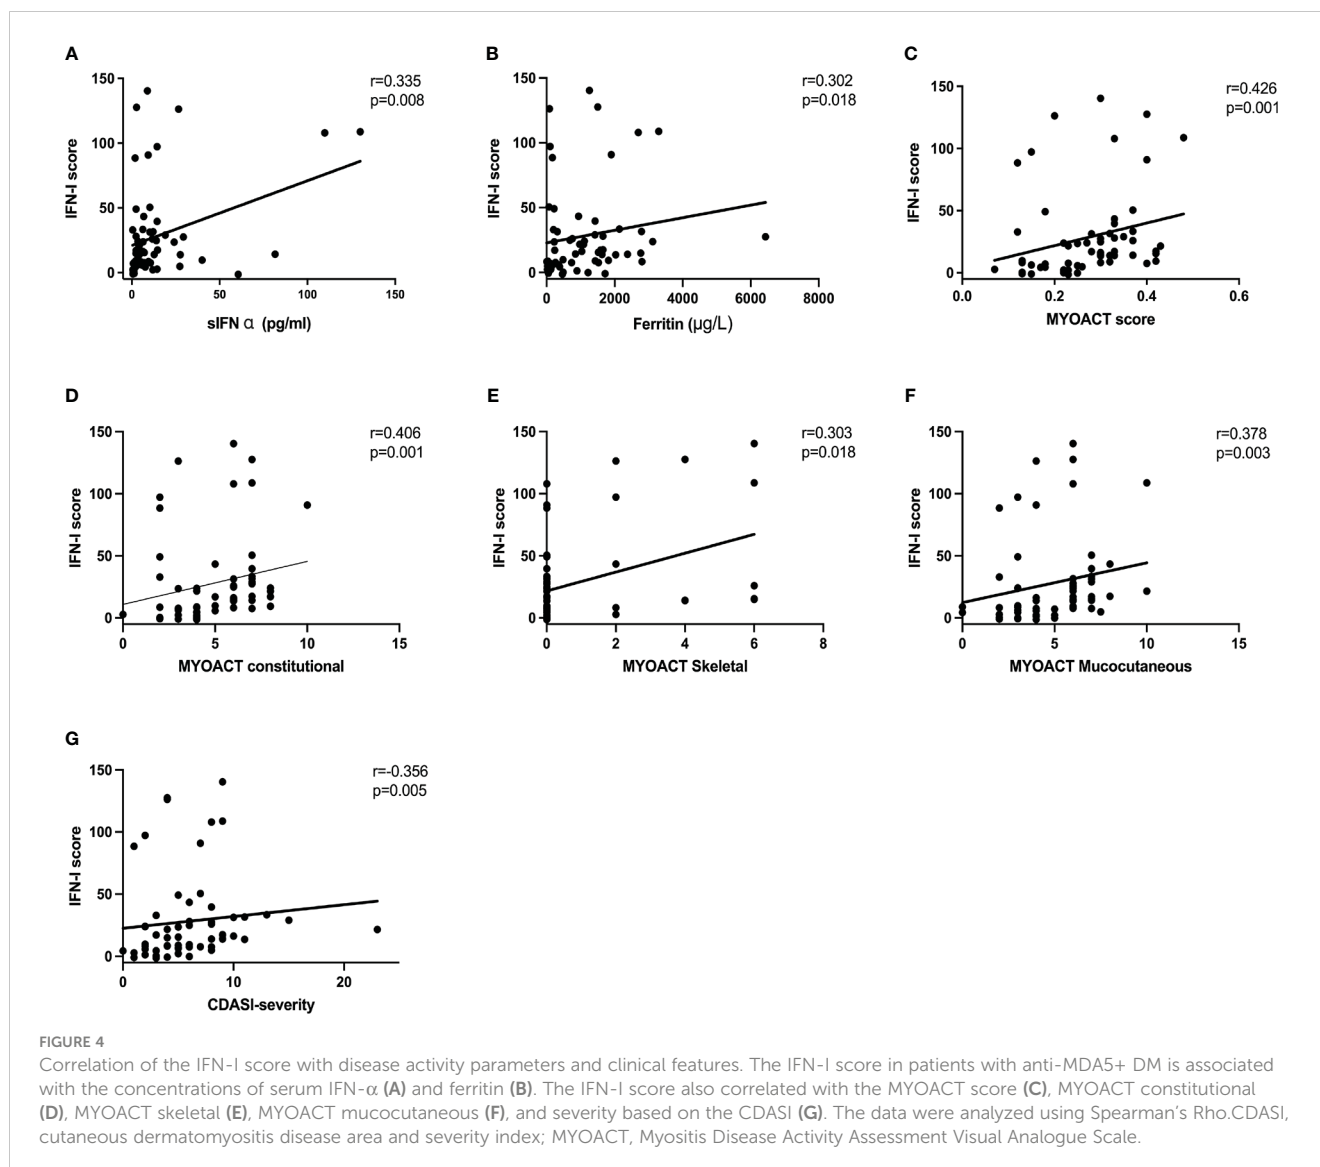 A
150
100
50
0
IFN-I score
r=0.335
p=0.008
0
50
100
150
sIFN α (pg/ml)
B
150
100
50
0
IFN-I score
r=0.302
p=0.018
0
2000
4000
6000
8000
Ferritin (µg/L)
C
150
100
50
0
IFN-I score
r=0.426
p=0.001
0.0
0.2
0.4
0.6
MYOACT score
D
150
100
50
0
IFN-I score
r=0.406
p=0.001
0
5
10
15
MYOACT constitutional
E
150
100
50
0
IFN-I score
r=0.303
p=0.018
0
2
4
6
8
MYOACT Skeletal
F
150
100
50
0
IFN-I score
r=0.378
p=0.003
0
5
10
15
MYOACT Mucocutaneous
G
150
100
50
0
IFN-I score
r=-0.356
p=0.005
0
10
20
CDASI-severity
FIGURE 4
Correlation of the IFN-I score with disease activity parameters and clinical features. The IFN-I score in patients with anti-MDA5+ DM is associated
with the concentrations of serum IFN-α (A) and ferritin (B). The IFN-I score also correlated with the MYOACT score (C), MYOACT constitutional
(D), MYOACT skeletal (E), MYOACT mucocutaneous (F), and severity based on the CDASI (G). The data were analyzed using Spearman's Rho.CDASI,
cutaneous dermatomyositis disease area and severity index; MYOACT, Myositis Disease Activity Assessment Visual Analogue Scale.